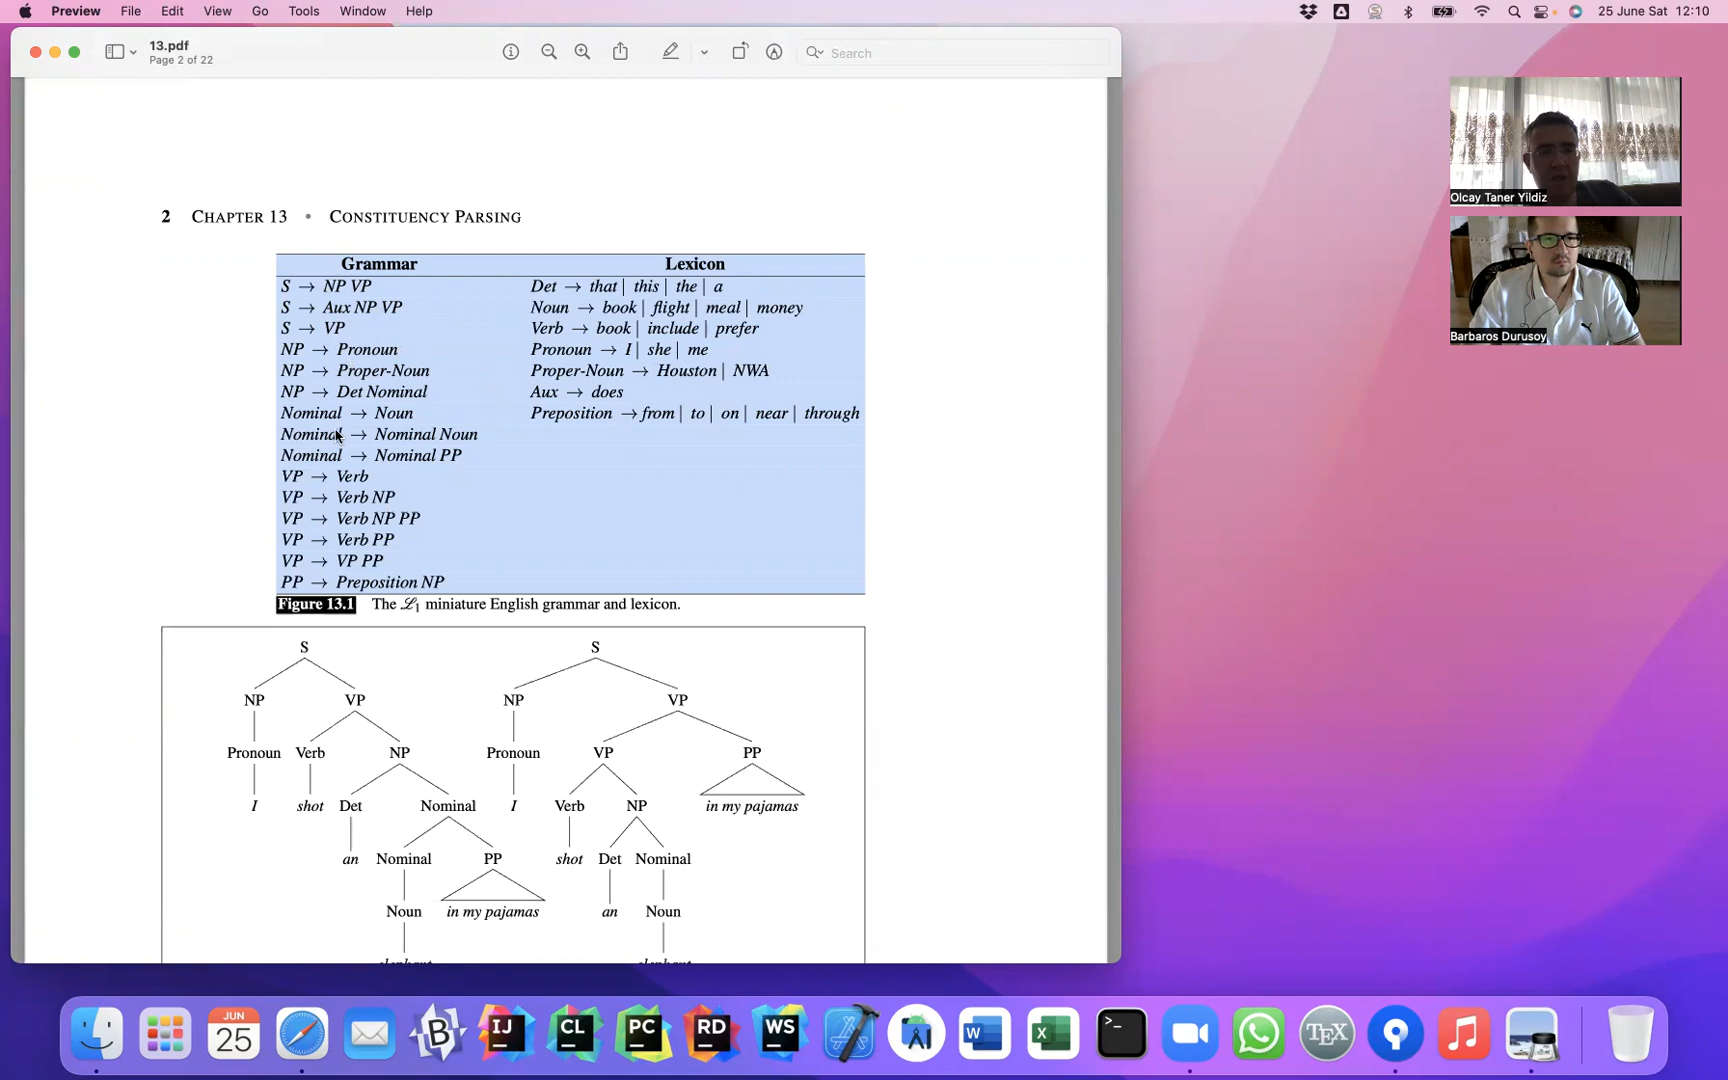 Preview File Edit View Go Tools Window Help 25 June Sat 12:10
13.pdf
Page 2 of 22
Search
Olcay Taner Yildiz
Barbaros Durusoy
2 CHAPTER 13 • CONSTITUENCY PARSING
Grammar Lexicon
S → NP VP Det → that | this | the | a
S → Aux NP VP Noun → book | flight | meal | money
S → VP Verb → book | include | prefer
NP → Pronoun Pronoun → I | she | me
NP → Proper-Noun Proper-Noun → Houston | NWA
NP → Det Nominal Aux → does
Nominal → Noun Preposition → from | to | on | near | through
Nominal → Nominal Noun
Nominal → Nominal PP
VP → Verb
VP → Verb NP
VP → Verb NP PP
VP → Verb PP
VP → VP PP
PP → Preposition NP
Figure 13.1 The ℒ1 miniature English grammar and lexicon.
S S
NP VP NP VP
Pronoun Verb NP Pronoun VP PP
I shot Det Nominal I Verb NP in my pajamas
an Nominal PP shot Det Nominal
Noun in my pajamas an Noun
JUN
25
IJ CL PC RD WS W X >_ TEX